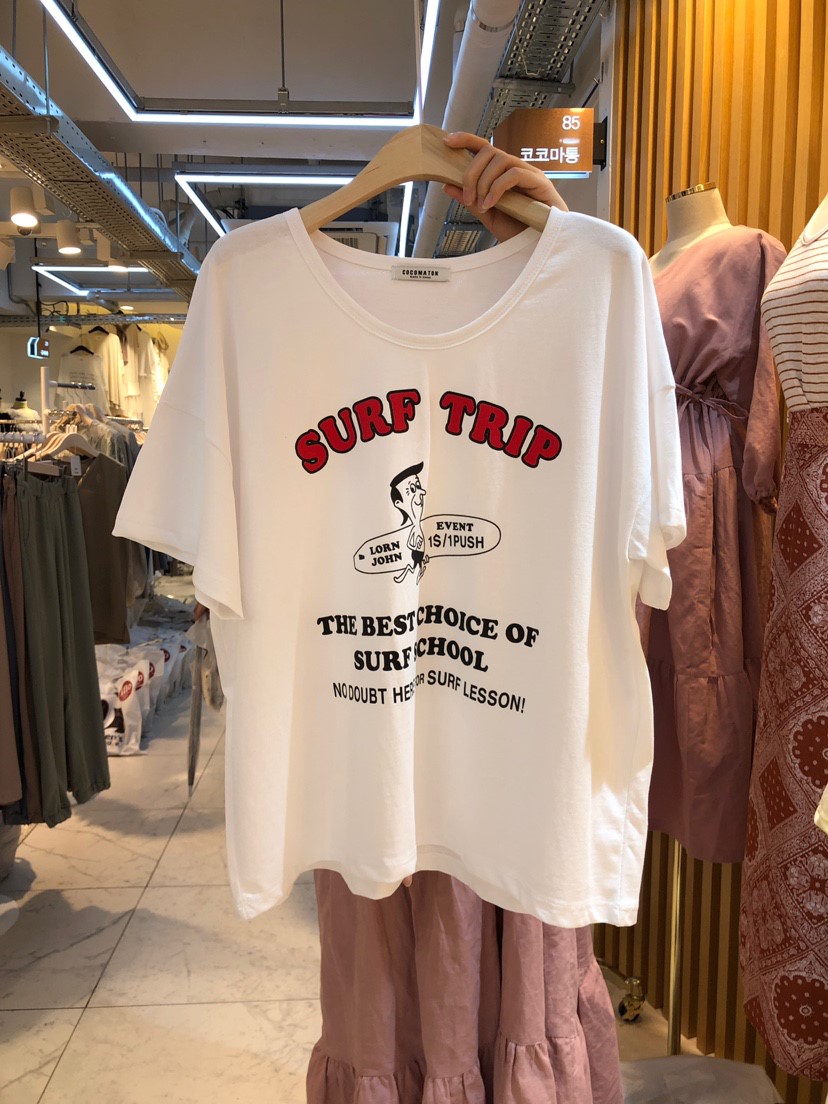 85
코코마통
COCOMATON
SURF TRIP
LORN
JOHN
EVENT
1S/1PUSH
THE BEST CHOICE OF
SURF SCHOOL
NO DOUBT HERE FOR SURF LESSON!